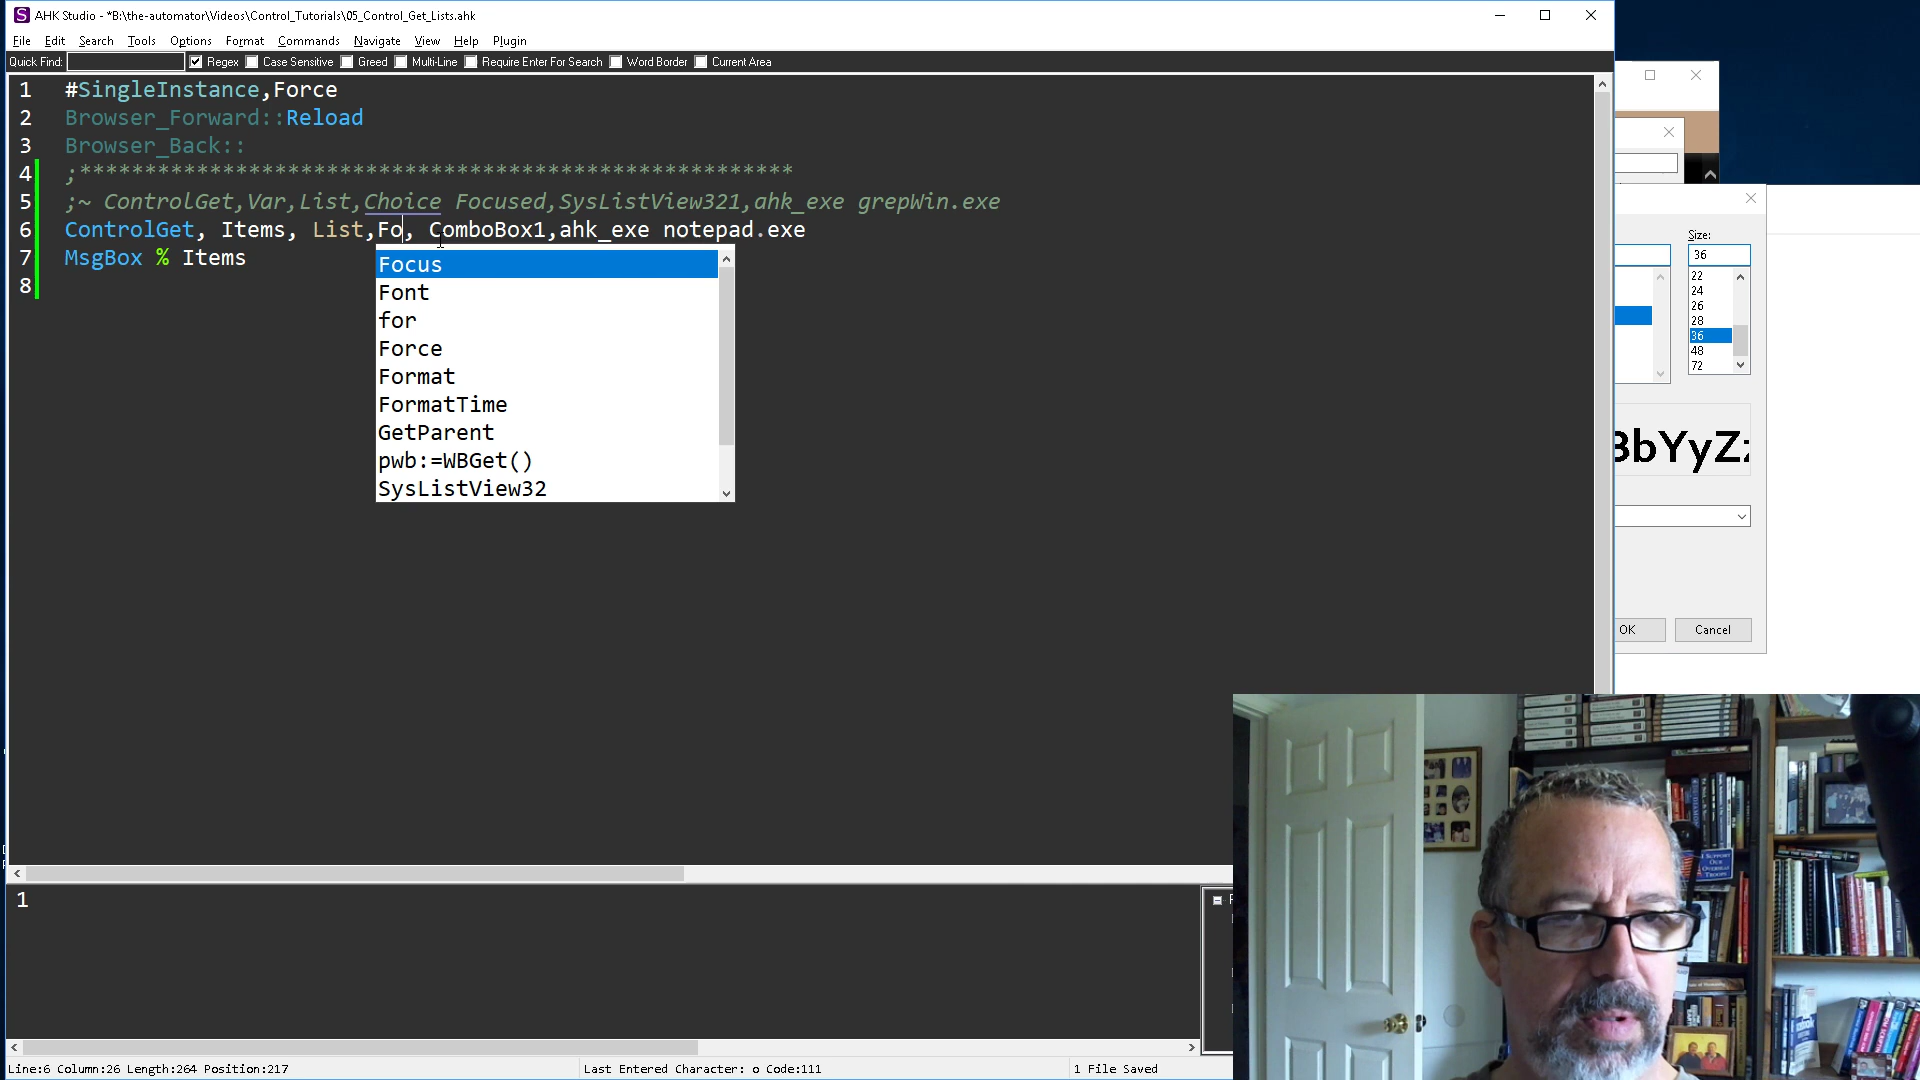 AHK Studio - *B:\the-automator\Videos\Control_Tutorials\05_Control_Get_Lists.ahk
File Edit Search Tools Options Format Commands Navigate View Help Plugin
Quick Find: Regex Case Sensitive Greed Multi-Line Require Enter For Search Word Border Current Area
1 #SingleInstance,Force
2 Browser_Forward::Reload
3 Browser_Back::
4 ;*******************************************************
5 ;~ ControlGet,Var,List,Choice Focused,SysListView321,ahk_exe grepWin.exe
6 ControlGet, Items, List,Fo, ComboBox1,ahk_exe notepad.exe
7 MsgBox % Items
8
Focus
Font
for
Force
Format
FormatTime
GetParent
pwb:=WBGet()
SysListView32
Size:
36
22
24
26
28
36
48
72
BbYyZz
OK Cancel
1
I SUPPORT
OUR
OVERSEAS
TROOPS
Line:6 Column:26 Length:264 Position:217 Last Entered Character: o Code:111 1 File Saved